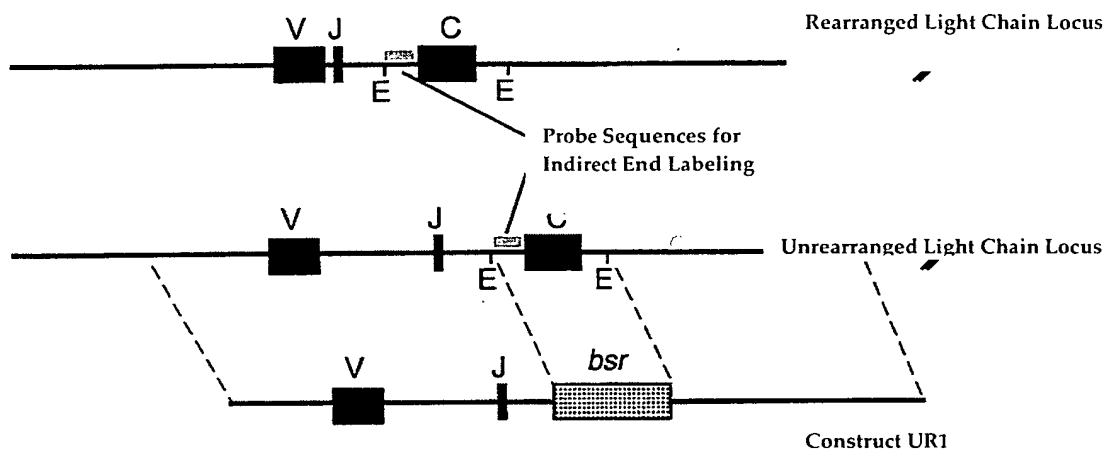 Rearranged Light Chain Locus
V J C
E E
Probe Sequences for
Indirect End Labeling
V J C
Unrearranged Light Chain Locus
E E
V J bsr
Construct UR1